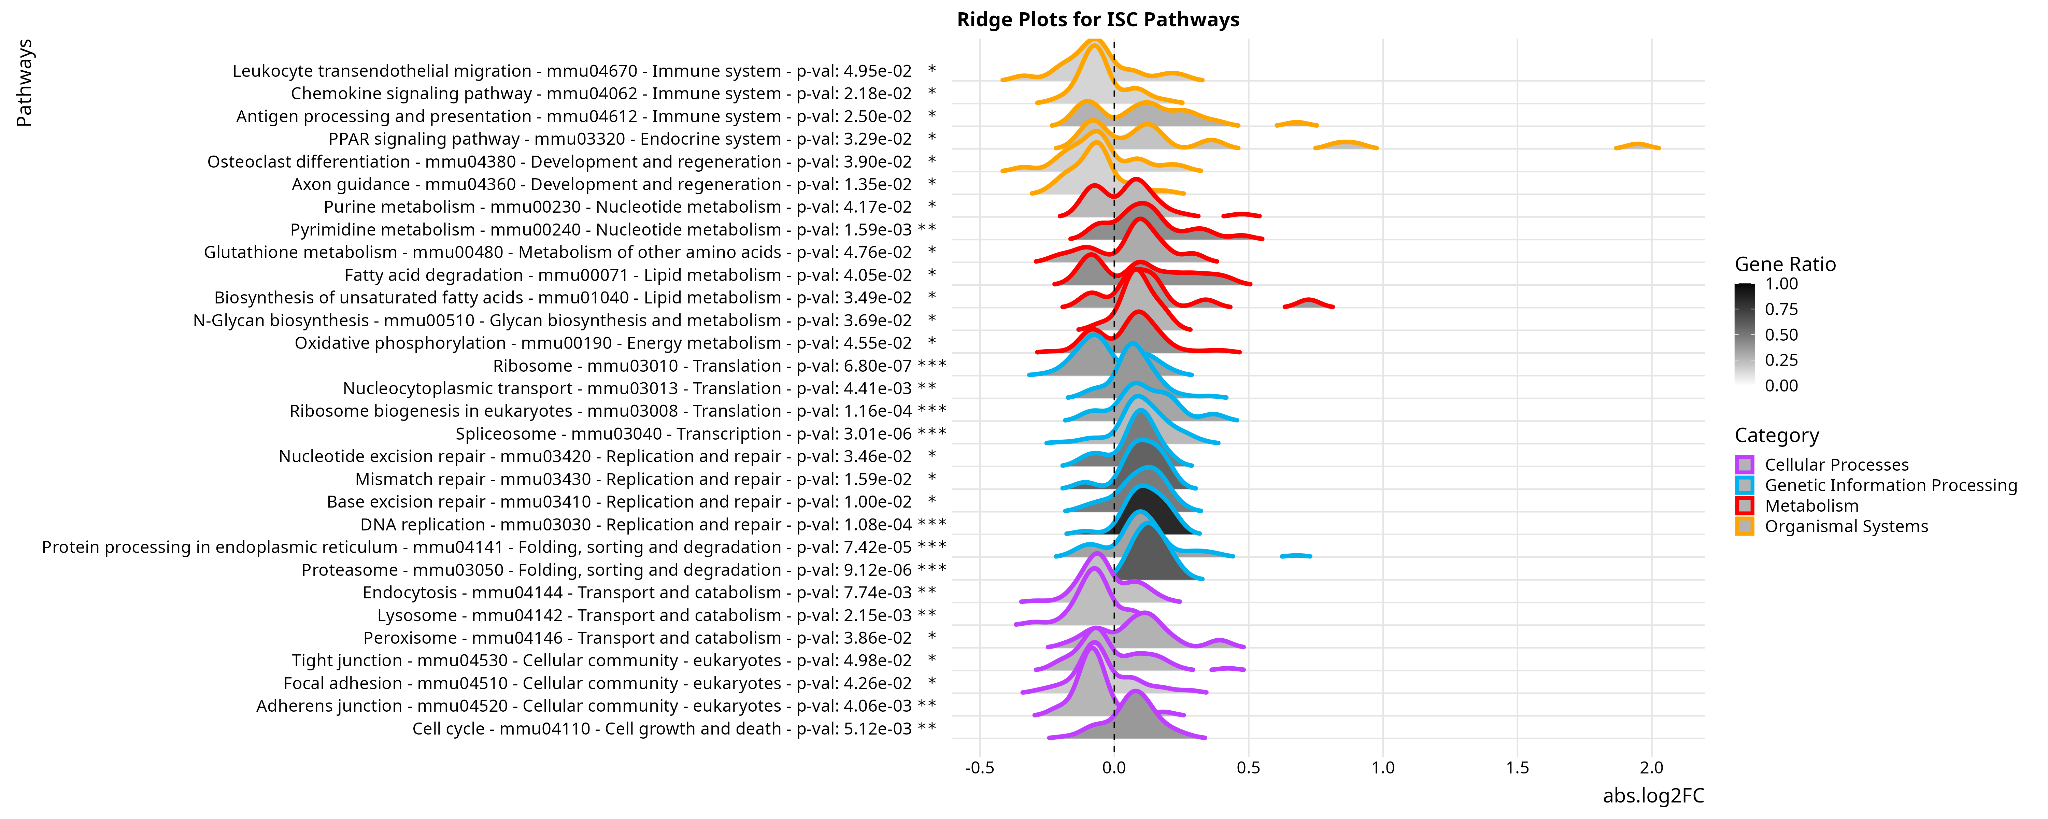 Ridge Plots for ISC Pathways
Pathways
Leukocyte transendothelial migration - mmu04670 - Immune system - p-val: 4.95e-02 *
Chemokine signaling pathway - mmu04062 - Immune system - p-val: 2.18e-02 *
Antigen processing and presentation - mmu04612 - Immune system - p-val: 2.50e-02 *
PPAR signaling pathway - mmu03320 - Endocrine system - p-val: 3.29e-02 *
Osteoclast differentiation - mmu04380 - Development and regeneration - p-val: 3.90e-02 *
Axon guidance - mmu04360 - Development and regeneration - p-val: 1.35e-02 *
Purine metabolism - mmu00230 - Nucleotide metabolism - p-val: 4.17e-02 *
Pyrimidine metabolism - mmu00240 - Nucleotide metabolism - p-val: 1.59e-03 **
Glutathione metabolism - mmu00480 - Metabolism of other amino acids - p-val: 4.76e-02 *
Fatty acid degradation - mmu00071 - Lipid metabolism - p-val: 4.05e-02 *
Biosynthesis of unsaturated fatty acids - mmu01040 - Lipid metabolism - p-val: 3.49e-02 *
N-Glycan biosynthesis - mmu00510 - Glycan biosynthesis and metabolism - p-val: 3.69e-02 *
Oxidative phosphorylation - mmu00190 - Energy metabolism - p-val: 4.55e-02 *
Ribosome - mmu03010 - Translation - p-val: 6.80e-07 ***
Nucleocytoplasmic transport - mmu03013 - Translation - p-val: 4.41e-03 **
Ribosome biogenesis in eukaryotes - mmu03008 - Translation - p-val: 1.16e-04 ***
Spliceosome - mmu03040 - Transcription - p-val: 3.01e-06 ***
Nucleotide excision repair - mmu03420 - Replication and repair - p-val: 3.46e-02 *
Mismatch repair - mmu03430 - Replication and repair - p-val: 1.59e-02 *
Base excision repair - mmu03410 - Replication and repair - p-val: 1.00e-02 *
DNA replication - mmu03030 - Replication and repair - p-val: 1.08e-04 ***
Protein processing in endoplasmic reticulum - mmu04141 - Folding, sorting and degradation - p-val: 7.42e-05 ***
Proteasome - mmu03050 - Folding, sorting and degradation - p-val: 9.12e-06 ***
Endocytosis - mmu04144 - Transport and catabolism - p-val: 7.74e-03 **
Lysosome - mmu04142 - Transport and catabolism - p-val: 2.15e-03 **
Peroxisome - mmu04146 - Transport and catabolism - p-val: 3.86e-02 *
Tight junction - mmu04530 - Cellular community - eukaryotes - p-val: 4.98e-02 *
Focal adhesion - mmu04510 - Cellular community - eukaryotes - p-val: 4.26e-02 *
Adherens junction - mmu04520 - Cellular community - eukaryotes - p-val: 4.06e-03 **
Cell cycle - mmu04110 - Cell growth and death - p-val: 5.12e-03 **
-0.5 0.0 0.5 1.0 1.5 2.0
abs.log2FC
Gene Ratio
1.00
0.75
0.50
0.25
0.00
Category
Cellular Processes
Genetic Information Processing
Metabolism
Organismal Systems